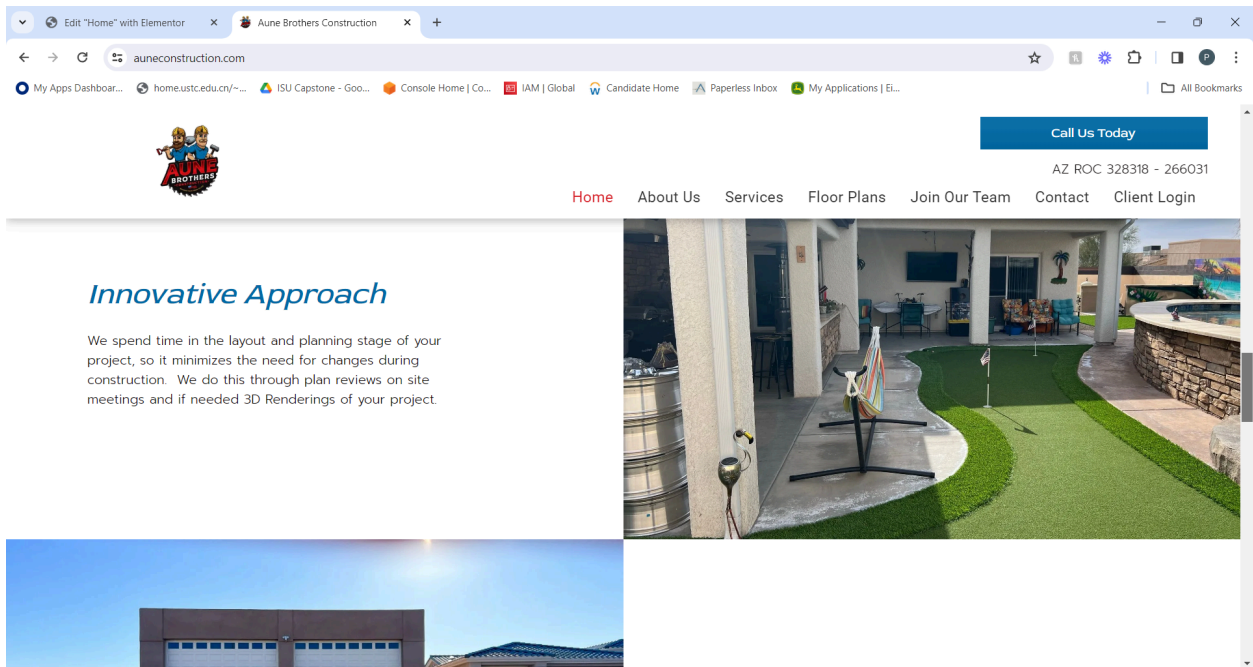 Edit "Home" with Elementor
Aune Brothers Construction
auneconstruction.com
P
My Apps Dashboar...
home.ustc.edu.cn/~...
ISU Capstone - Goo...
Console Home | Co...
IAM | Global
Candidate Home
Paperless Inbox
My Applications | Ei...
All Bookmarks
Call Us Today
AUNE
BROTHERS
AZ ROC 328318 - 266031
Home About Us Services Floor Plans Join Our Team Contact Client Login
Innovative Approach
We spend time in the layout and planning stage of your
project, so it minimizes the need for changes during
construction. We do this through plan reviews on site
meetings and if needed 3D Renderings of your project.